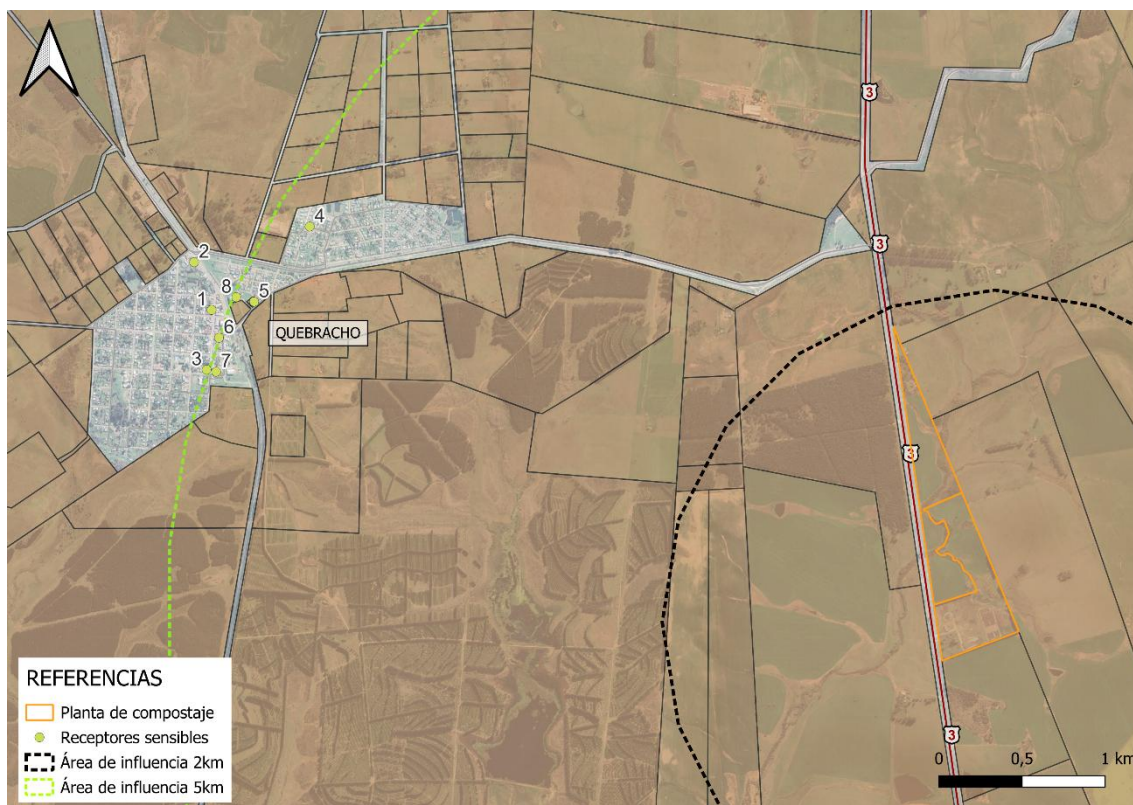 3
4
2
3
8
5
1
6
QUEBRACHO
3
7
3
3
REFERENCIAS
Planta de compostaje
Receptores sensibles
Área de influencia 2km
Área de influencia 5km
0 0,5 1 km